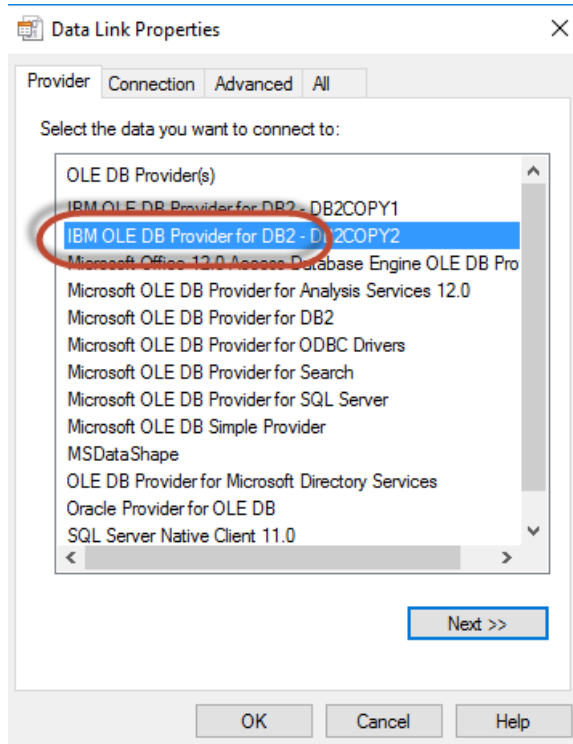 Data Link Properties
Provider Connection Advanced All
Select the data you want to connect to:
OLE DB Provider(s)
IBM OLE DB Provider for DB2 - DB2COPY1
IBM OLE DB Provider for DB2 - DB2COPY2
Microsoft Office 12.0 Access Database Engine OLE DB Pro
Microsoft OLE DB Provider for Analysis Services 12.0
Microsoft OLE DB Provider for DB2
Microsoft OLE DB Provider for ODBC Drivers
Microsoft OLE DB Provider for Search
Microsoft OLE DB Provider for SQL Server
Microsoft OLE DB Simple Provider
MSDataShape
OLE DB Provider for Microsoft Directory Services
Oracle Provider for OLE DB
SQL Server Native Client 11.0
Next >>
OK Cancel Help